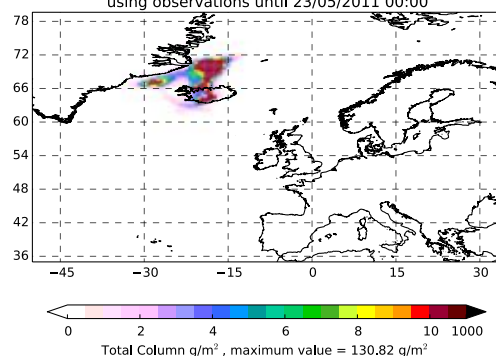 using observations until 23/05/2011 00:00
78
72
66
60
54
48
42
36
−45 −30 −15 0 15 30
0 2 4 6 8 10 1000
Total Column g/m² , maximum value = 130.82 g/m²